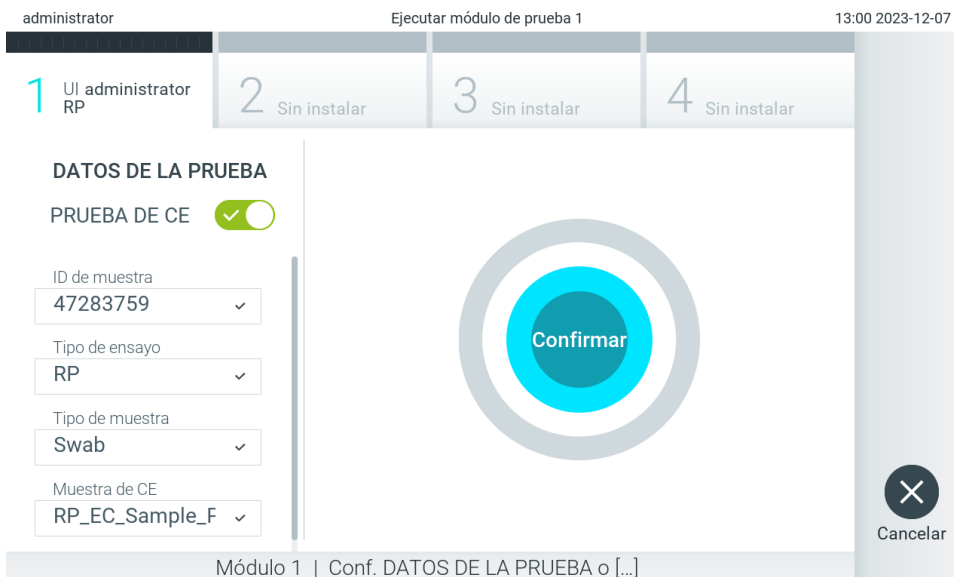 administrator
Ejecutar módulo de prueba 1
13:00 2023-12-07
1 UI administrator
RP
2 Sin instalar
3 Sin instalar
4 Sin instalar
DATOS DE LA PRUEBA
PRUEBA DE CE
ID de muestra
47283759
Tipo de ensayo
RP
Tipo de muestra
Swab
Muestra de CE
RP_EC_Sample_F
Confirmar
Cancelar
Módulo 1 | Conf. DATOS DE LA PRUEBA o [...]